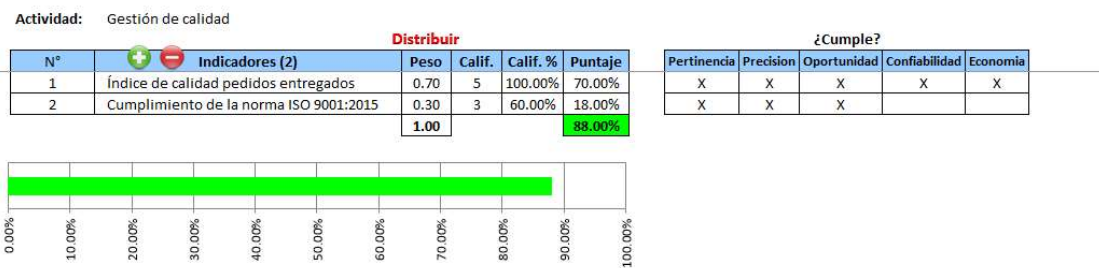 Actividad: Gestión de calidad
Distribuir ¿Cumple?
N° Indicadores (2) Peso Calif. Calif. % Puntaje Pertinencia Precision Oportunidad Confiabilidad Economia
1 Índice de calidad pedidos entregados 0.70 5 100.00% 70.00% X X X X X
2 Cumplimiento de la norma ISO 9001:2015 0.30 3 60.00% 18.00% X X X
1.00 88.00%
0.00% 10.00% 20.00% 30.00% 40.00% 50.00% 60.00% 70.00% 80.00% 90.00% 100.00%